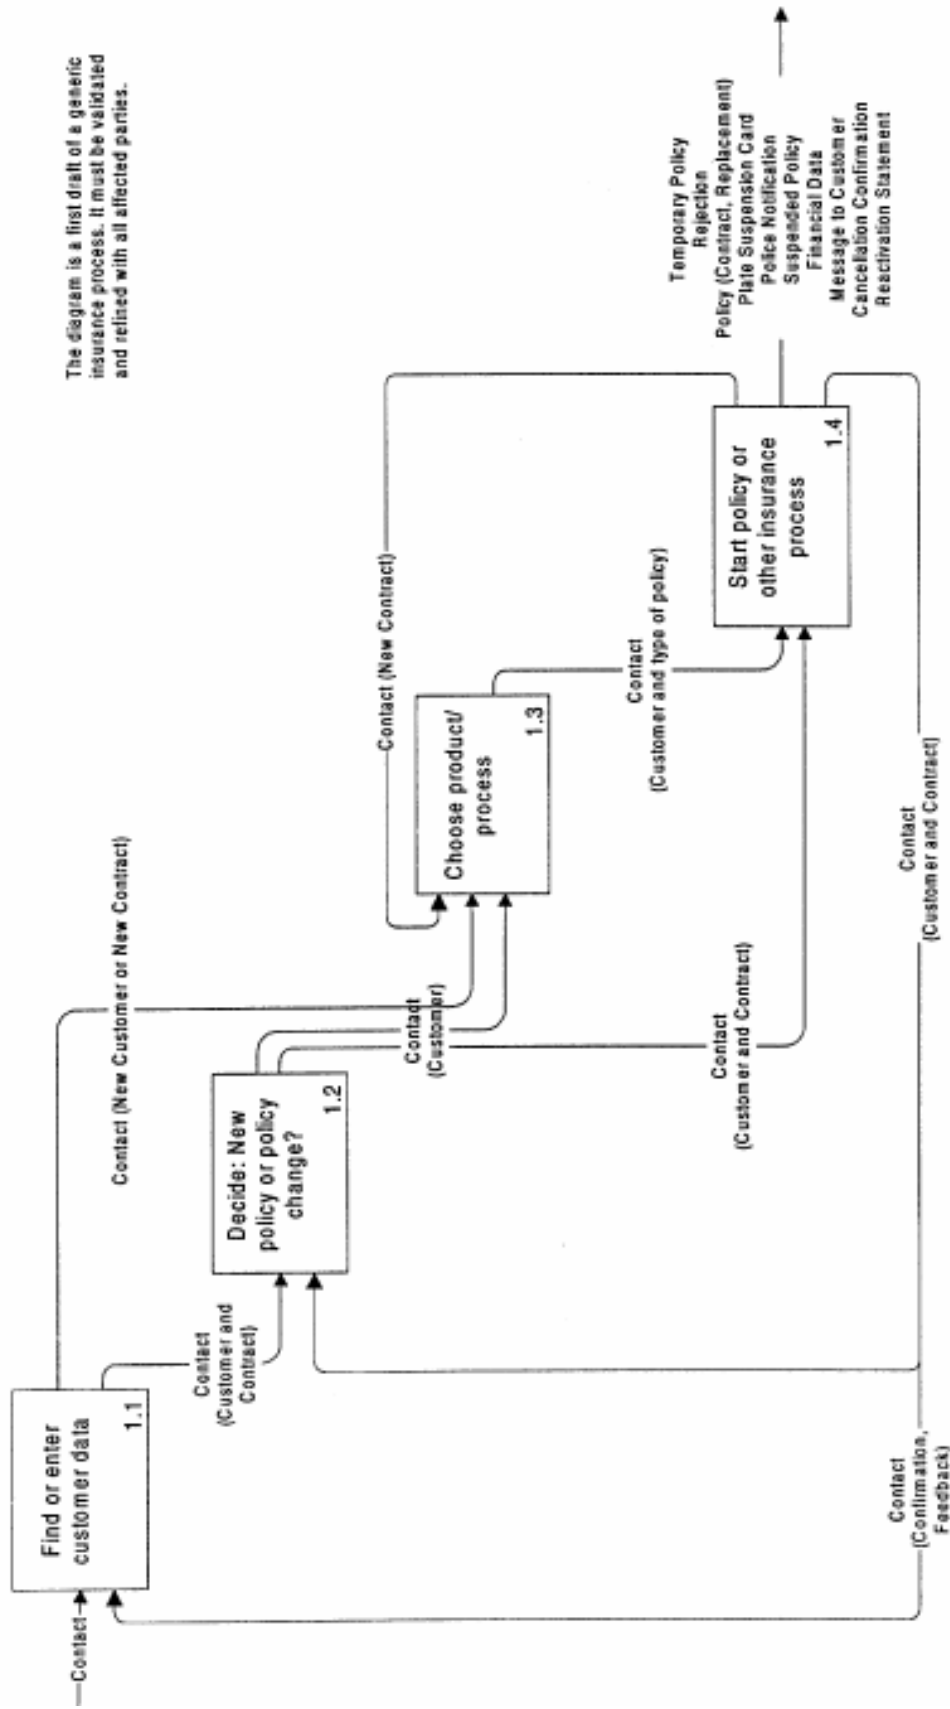 The diagram is a first draft of a generic
insurance process. It must be validated
and refined with all affected parties.
Contact
Find or enter
customer data
1.1
Contact (New Customer or New Contract)
Contact
(Customer and
Contract)
Decide: New
policy or policy
change?
1.2
Contact
(Customer)
Contact (New Contract)
Choose product/
process
1.3
Contact
(Customer and type of policy)
Contact
(Customer and Contract)
Start policy or
other insurance
process
1.4
Temporary Policy
Rejection
Policy (Contract, Replacement)
Plate Suspension Card
Police Notification
Suspended Policy
Financial Data
Message to Customer
Cancellation Confirmation
Reactivation Statement
Contact
(Customer and Contract)
Contact
(Confirmation,
Feedback)